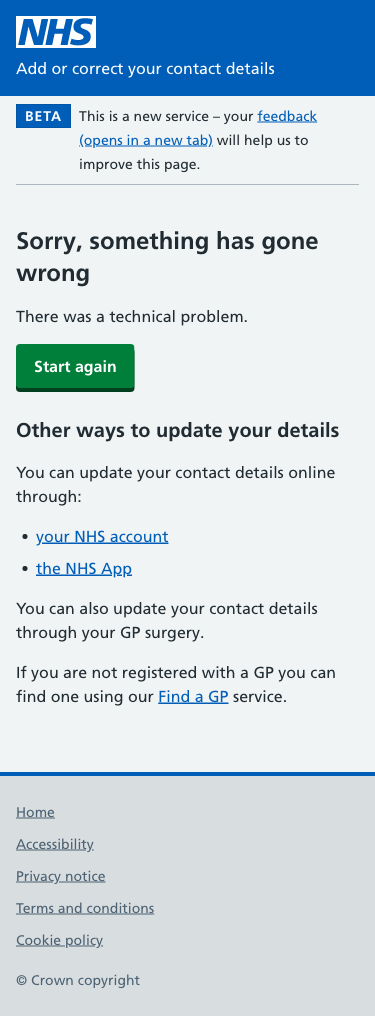 NHS
Add or correct your contact details
BETA
This is a new service – your feedback
(opens in a new tab) will help us to
improve this page.
Sorry, something has gone
wrong
There was a technical problem.
Start again
Other ways to update your details
You can update your contact details online
through:
• your NHS account
• the NHS App
You can also update your contact details
through your GP surgery.
If you are not registered with a GP you can
find one using our Find a GP service.
Home
Accessibility
Privacy notice
Terms and conditions
Cookie policy
© Crown copyright